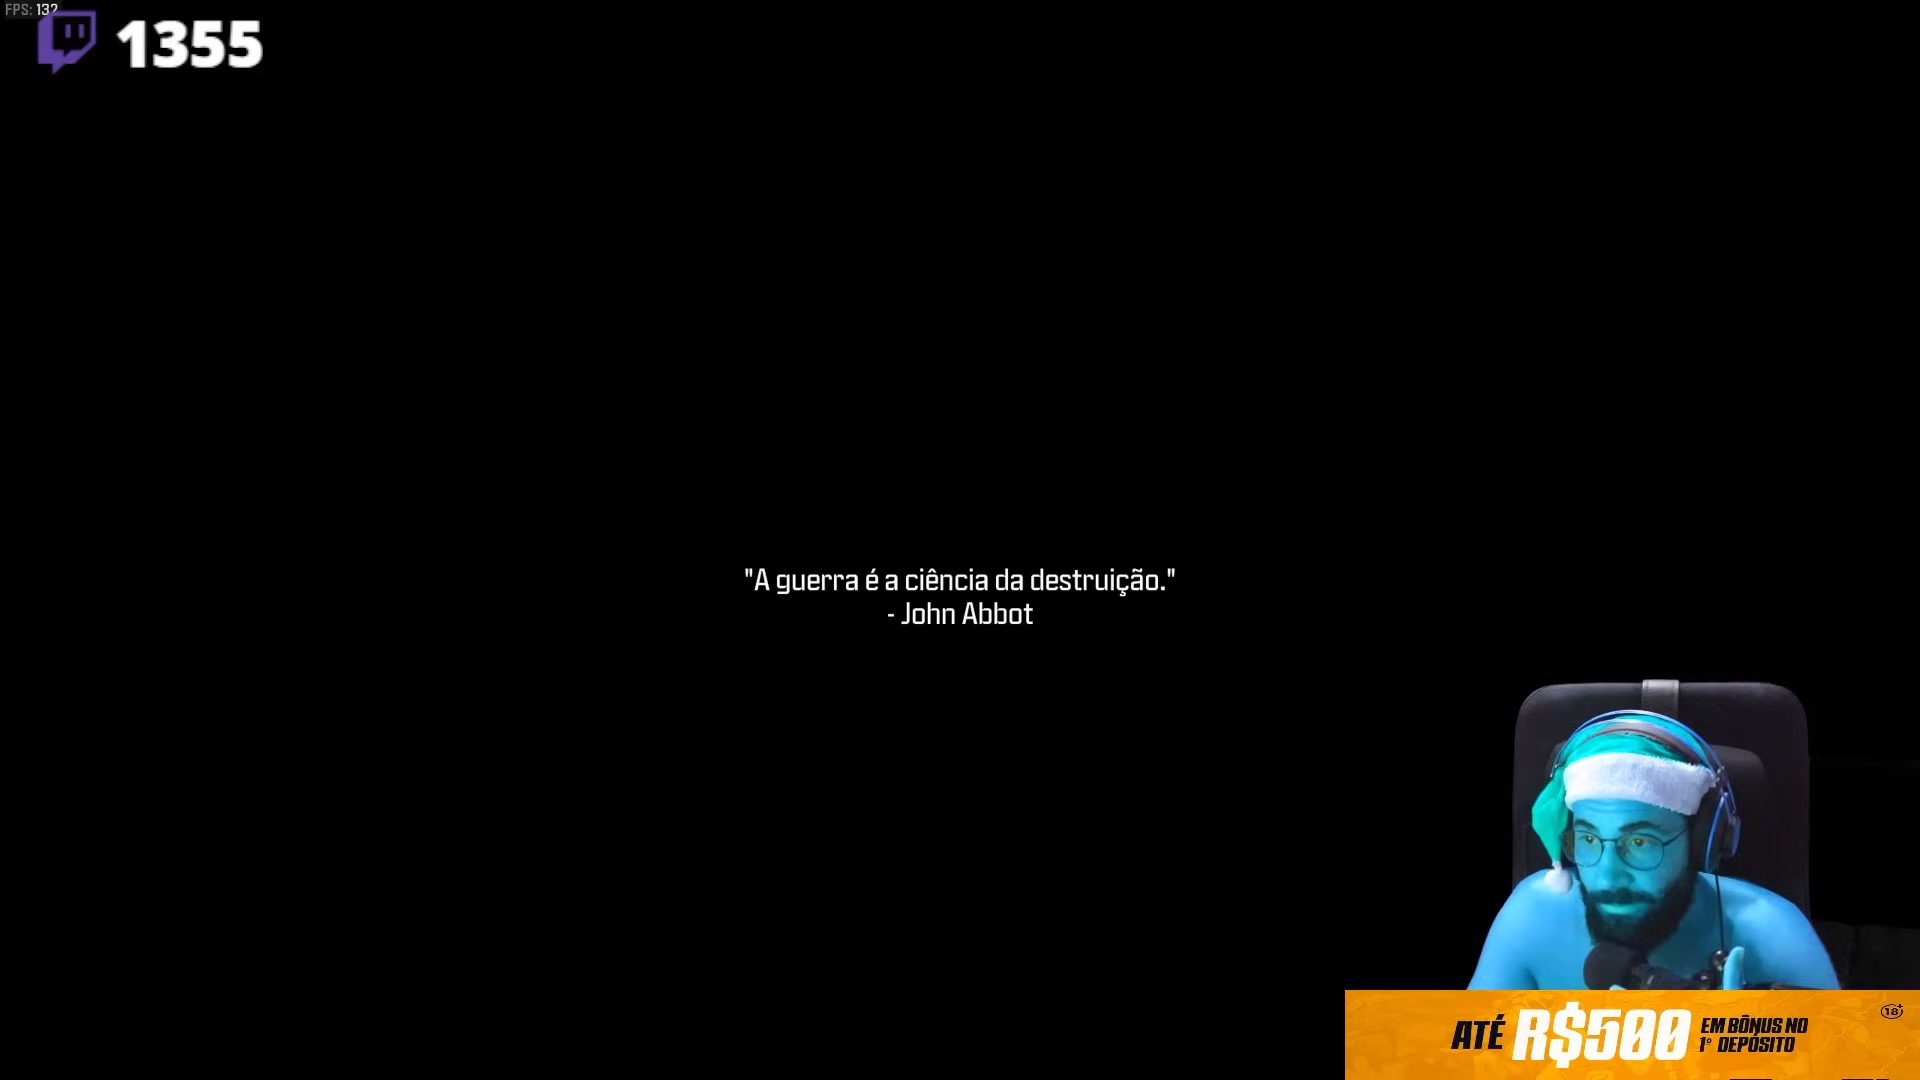 FPS: 132
1355
"A guerra é a ciência da destruição."
- John Abbot
ATÉ R$500 EM BÔNUS NO
1º DEPÓSITO
18+